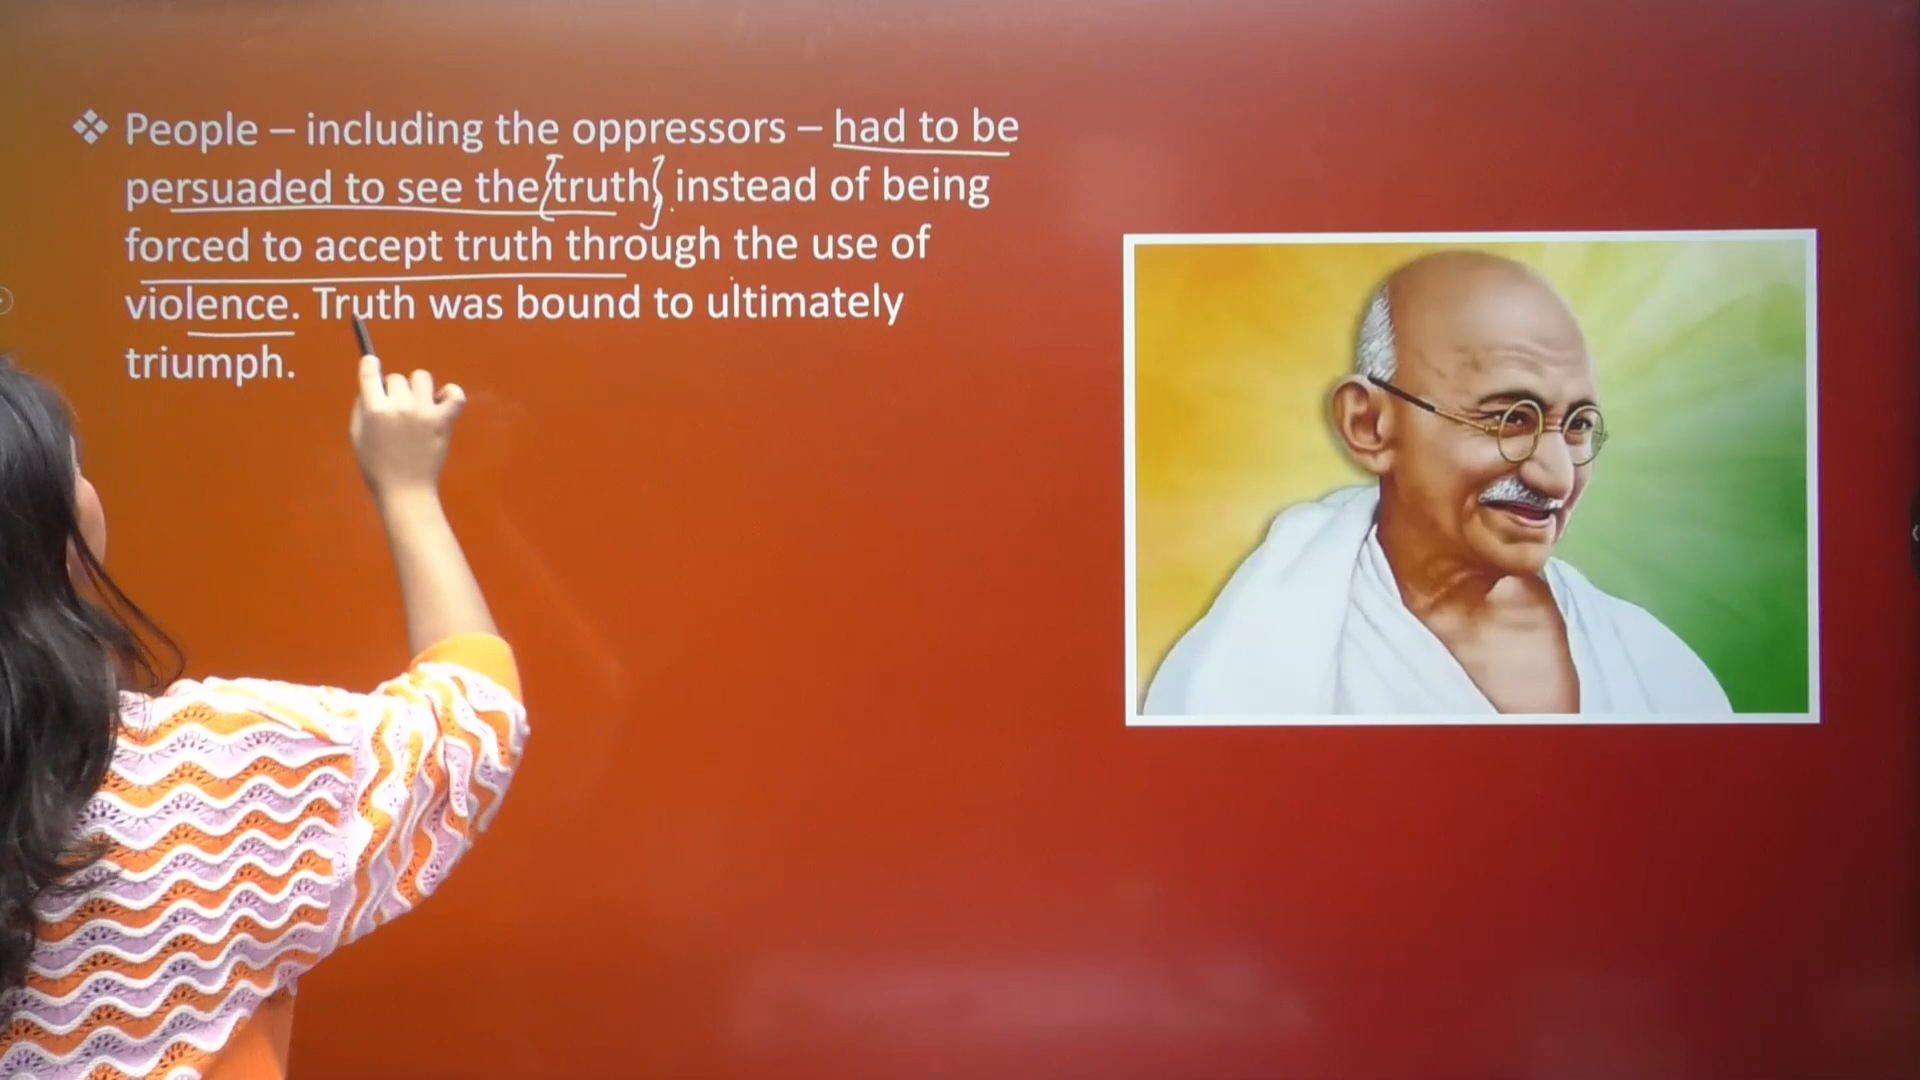 ❖ People – including the oppressors – had to be
persuaded to see the truth, instead of being
forced to accept truth through the use of
violence. Truth was bound to ultimately
triumph.